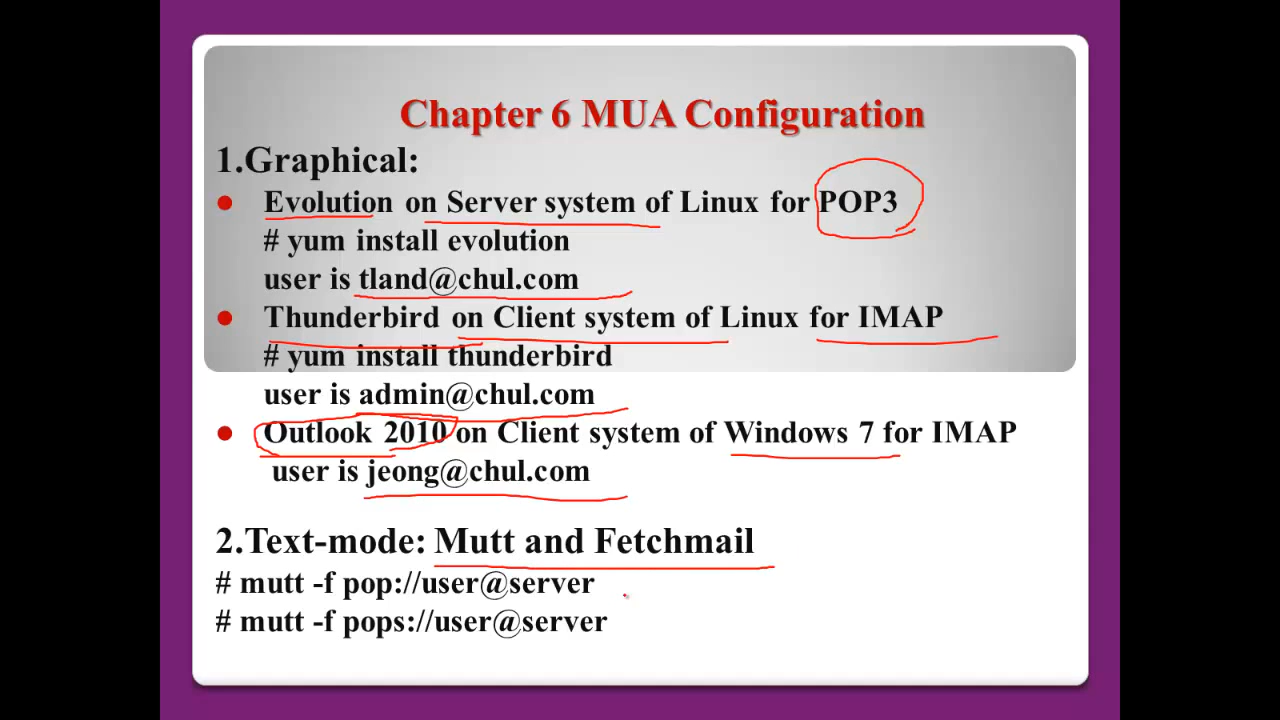 Chapter 6 MUA Configuration
1.Graphical:
● Evolution on Server system of Linux for POP3
# yum install evolution
user is tland@chul.com
● Thunderbird on Client system of Linux for IMAP
# yum install thunderbird
user is admin@chul.com
● Outlook 2010 on Client system of Windows 7 for IMAP
user is jeong@chul.com
2.Text-mode: Mutt and Fetchmail
# mutt -f pop://user@server
# mutt -f pops://user@server